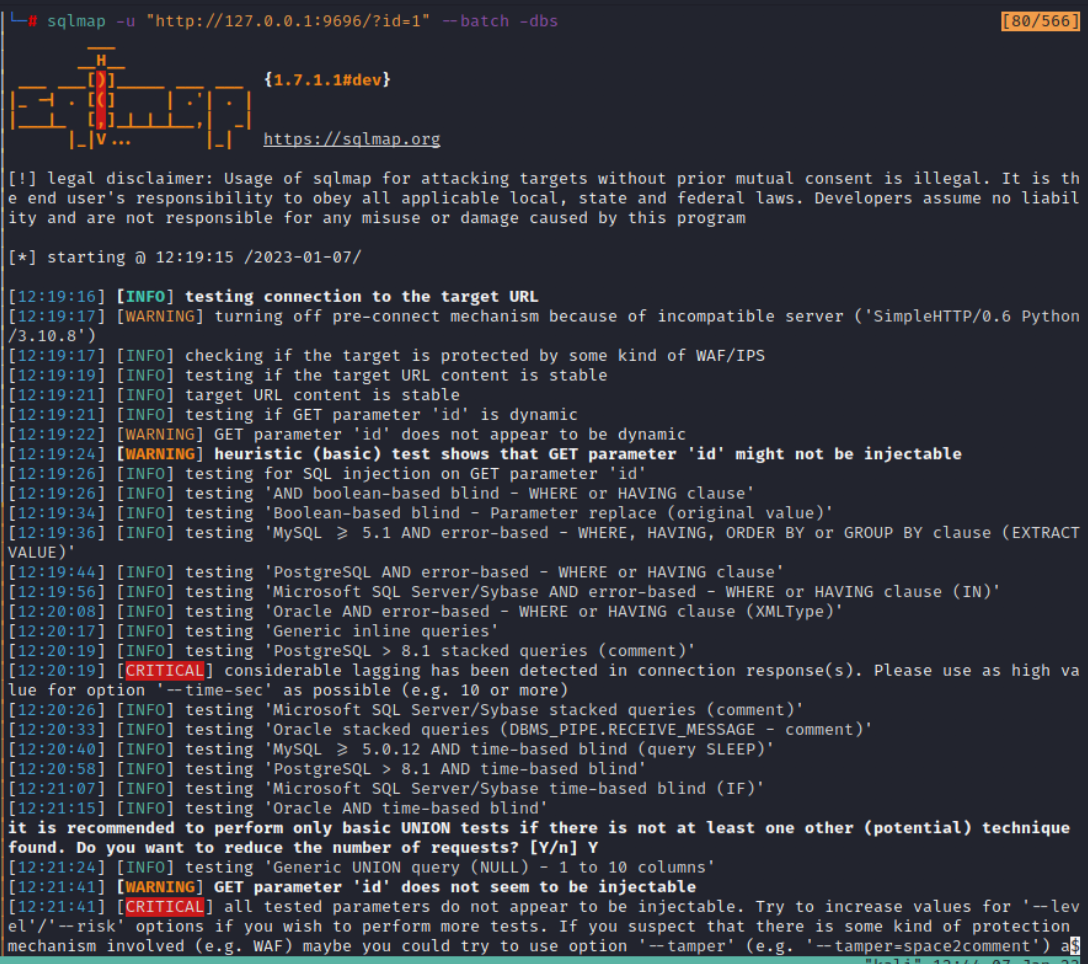 └─# sqlmap -u "http://127.0.0.1:9696/?id=1" --batch -dbs [80/566]
{1.7.1.1#dev}
https://sqlmap.org
[!] legal disclaimer: Usage of sqlmap for attacking targets without prior mutual consent is illegal. It is th
e end user's responsibility to obey all applicable local, state and federal laws. Developers assume no liabil
ity and are not responsible for any misuse or damage caused by this program
[*] starting @ 12:19:15 /2023-01-07/
[12:19:16] [INFO] testing connection to the target URL
[12:19:17] [WARNING] turning off pre-connect mechanism because of incompatible server ('SimpleHTTP/0.6 Python
/3.10.8')
[12:19:17] [INFO] checking if the target is protected by some kind of WAF/IPS
[12:19:19] [INFO] testing if the target URL content is stable
[12:19:21] [INFO] target URL content is stable
[12:19:21] [INFO] testing if GET parameter 'id' is dynamic
[12:19:22] [WARNING] GET parameter 'id' does not appear to be dynamic
[12:19:24] [WARNING] heuristic (basic) test shows that GET parameter 'id' might not be injectable
[12:19:26] [INFO] testing for SQL injection on GET parameter 'id'
[12:19:26] [INFO] testing 'AND boolean-based blind - WHERE or HAVING clause'
[12:19:34] [INFO] testing 'Boolean-based blind - Parameter replace (original value)'
[12:19:36] [INFO] testing 'MySQL ≥ 5.1 AND error-based - WHERE, HAVING, ORDER BY or GROUP BY clause (EXTRACT
VALUE)'
[12:19:44] [INFO] testing 'PostgreSQL AND error-based - WHERE or HAVING clause'
[12:19:56] [INFO] testing 'Microsoft SQL Server/Sybase AND error-based - WHERE or HAVING clause (IN)'
[12:20:08] [INFO] testing 'Oracle AND error-based - WHERE or HAVING clause (XMLType)'
[12:20:17] [INFO] testing 'Generic inline queries'
[12:20:19] [INFO] testing 'PostgreSQL > 8.1 stacked queries (comment)'
[12:20:19] [CRITICAL] considerable lagging has been detected in connection response(s). Please use as high va
lue for option '--time-sec' as possible (e.g. 10 or more)
[12:20:26] [INFO] testing 'Microsoft SQL Server/Sybase stacked queries (comment)'
[12:20:33] [INFO] testing 'Oracle stacked queries (DBMS_PIPE.RECEIVE_MESSAGE - comment)'
[12:20:40] [INFO] testing 'MySQL ≥ 5.0.12 AND time-based blind (query SLEEP)'
[12:20:58] [INFO] testing 'PostgreSQL > 8.1 AND time-based blind'
[12:21:07] [INFO] testing 'Microsoft SQL Server/Sybase time-based blind (IF)'
[12:21:15] [INFO] testing 'Oracle AND time-based blind'
it is recommended to perform only basic UNION tests if there is not at least one other (potential) technique
found. Do you want to reduce the number of requests? [Y/n] Y
[12:21:24] [INFO] testing 'Generic UNION query (NULL) - 1 to 10 columns'
[12:21:41] [WARNING] GET parameter 'id' does not seem to be injectable
[12:21:41] [CRITICAL] all tested parameters do not appear to be injectable. Try to increase values for '--lev
el'/'--risk' options if you wish to perform more tests. If you suspect that there is some kind of protection
mechanism involved (e.g. WAF) maybe you could try to use option '--tamper' (e.g. '--tamper=space2comment') a$